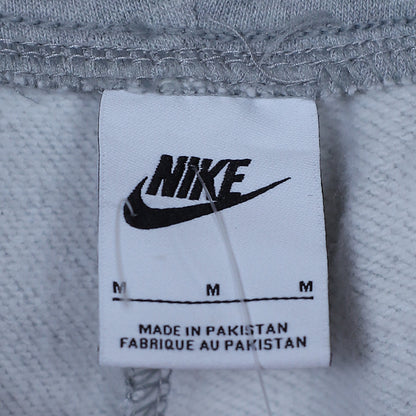 NIKE
M M M
MADE IN PAKISTAN
FABRIQUE AU PAKISTAN